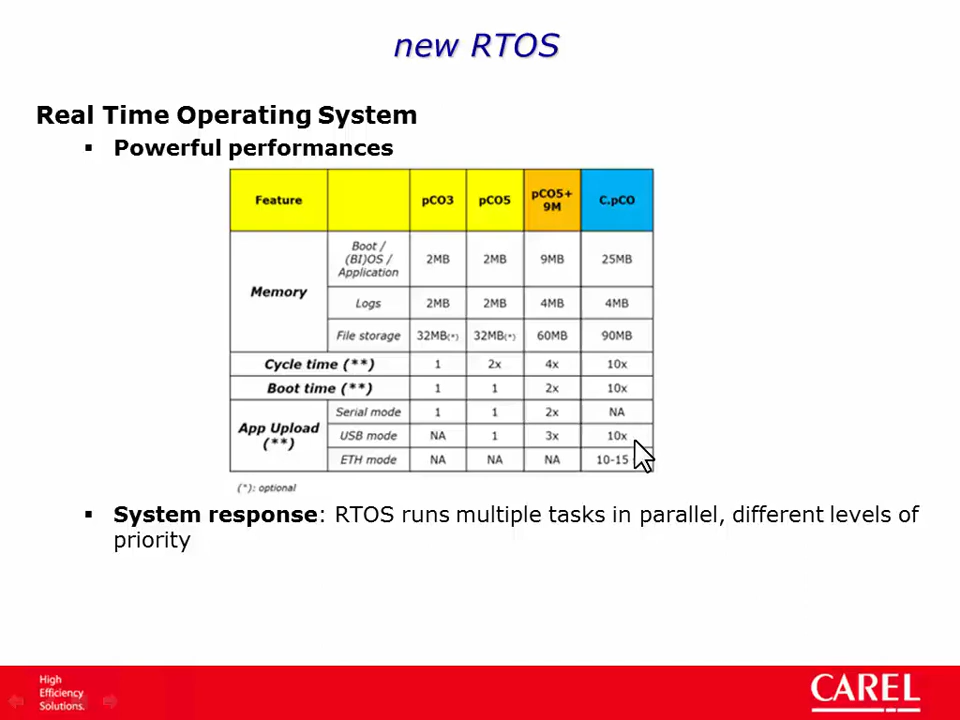 new RTOS
Real Time Operating System
▪ Powerful performances
Feature pCO3 pCO5 pCO5+ 9M C.pCO
Memory
Boot / (BI)OS / Application 2MB 2MB 9MB 25MB
Logs 2MB 2MB 4MB 4MB
File storage 32MB(*) 32MB(*) 60MB 90MB
Cycle time (**) 1 2x 4x 10x
Boot time (**) 1 1 2x 10x
App Upload (**)
Serial mode 1 1 2x NA
USB mode NA 1 3x 10x
ETH mode NA NA NA 10-15
(*): optional
▪ System response: RTOS runs multiple tasks in parallel, different levels of
priority
High
Efficiency
Solutions.
CAREL